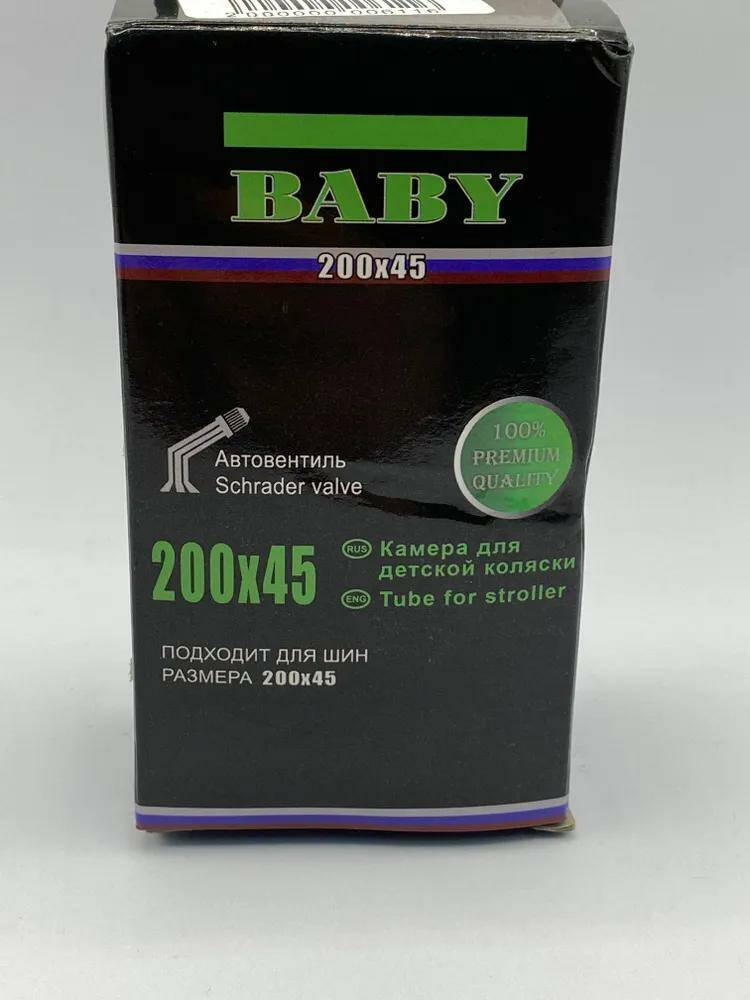 BABY
200x45
Автовентиль
Schrader valve
100%
PREMIUM
QUALITY
200x45
RUS Камера для
детской коляски
ENG Tube for stroller
ПОДХОДИТ ДЛЯ ШИН
РАЗМЕРА 200x45